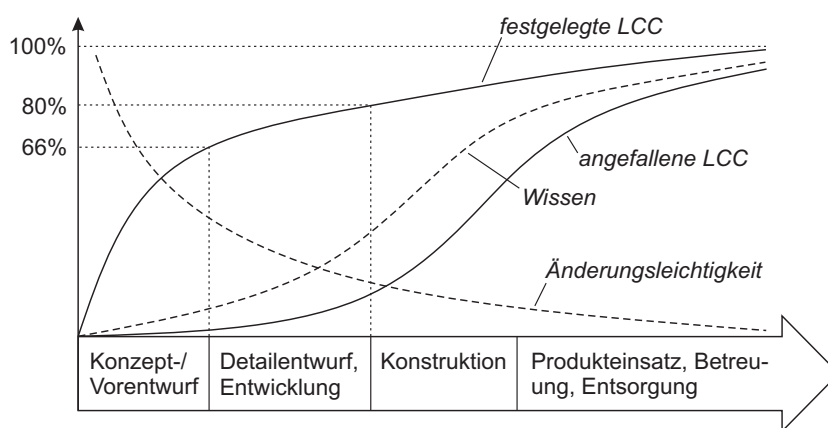 100%
festgelegte LCC
80%
66%
angefallene LCC
Wissen
Änderungsleichtigkeit
Konzept-/
Vorentwurf
Detailentwurf,
Entwicklung
Konstruktion
Produkteinsatz, Betreu-
ung, Entsorgung